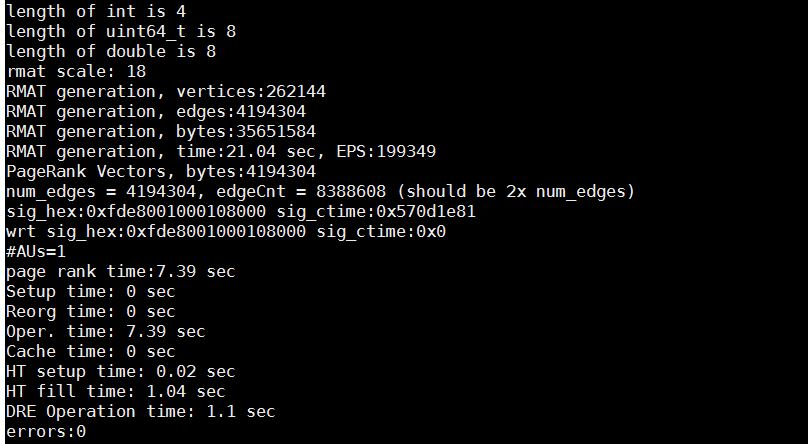 length of int is 4
length of uint64_t is 8
length of double is 8
rmat scale: 18
RMAT generation, vertices:262144
RMAT generation, edges:4194304
RMAT generation, bytes:35651584
RMAT generation, time:21.04 sec, EPS:199349
PageRank Vectors, bytes:4194304
num_edges = 4194304, edgeCnt = 8388608 (should be 2x num_edges)
sig_hex:0xfde8001000108000 sig_ctime:0x570d1e81
wrt sig_hex:0xfde8001000108000 sig_ctime:0x0
#AUs=1
page rank time:7.39 sec
Setup time: 0 sec
Reorg time: 0 sec
Oper. time: 7.39 sec
Cache time: 0 sec
HT setup time: 0.02 sec
HT fill time: 1.04 sec
DRE Operation time: 1.1 sec
errors:0